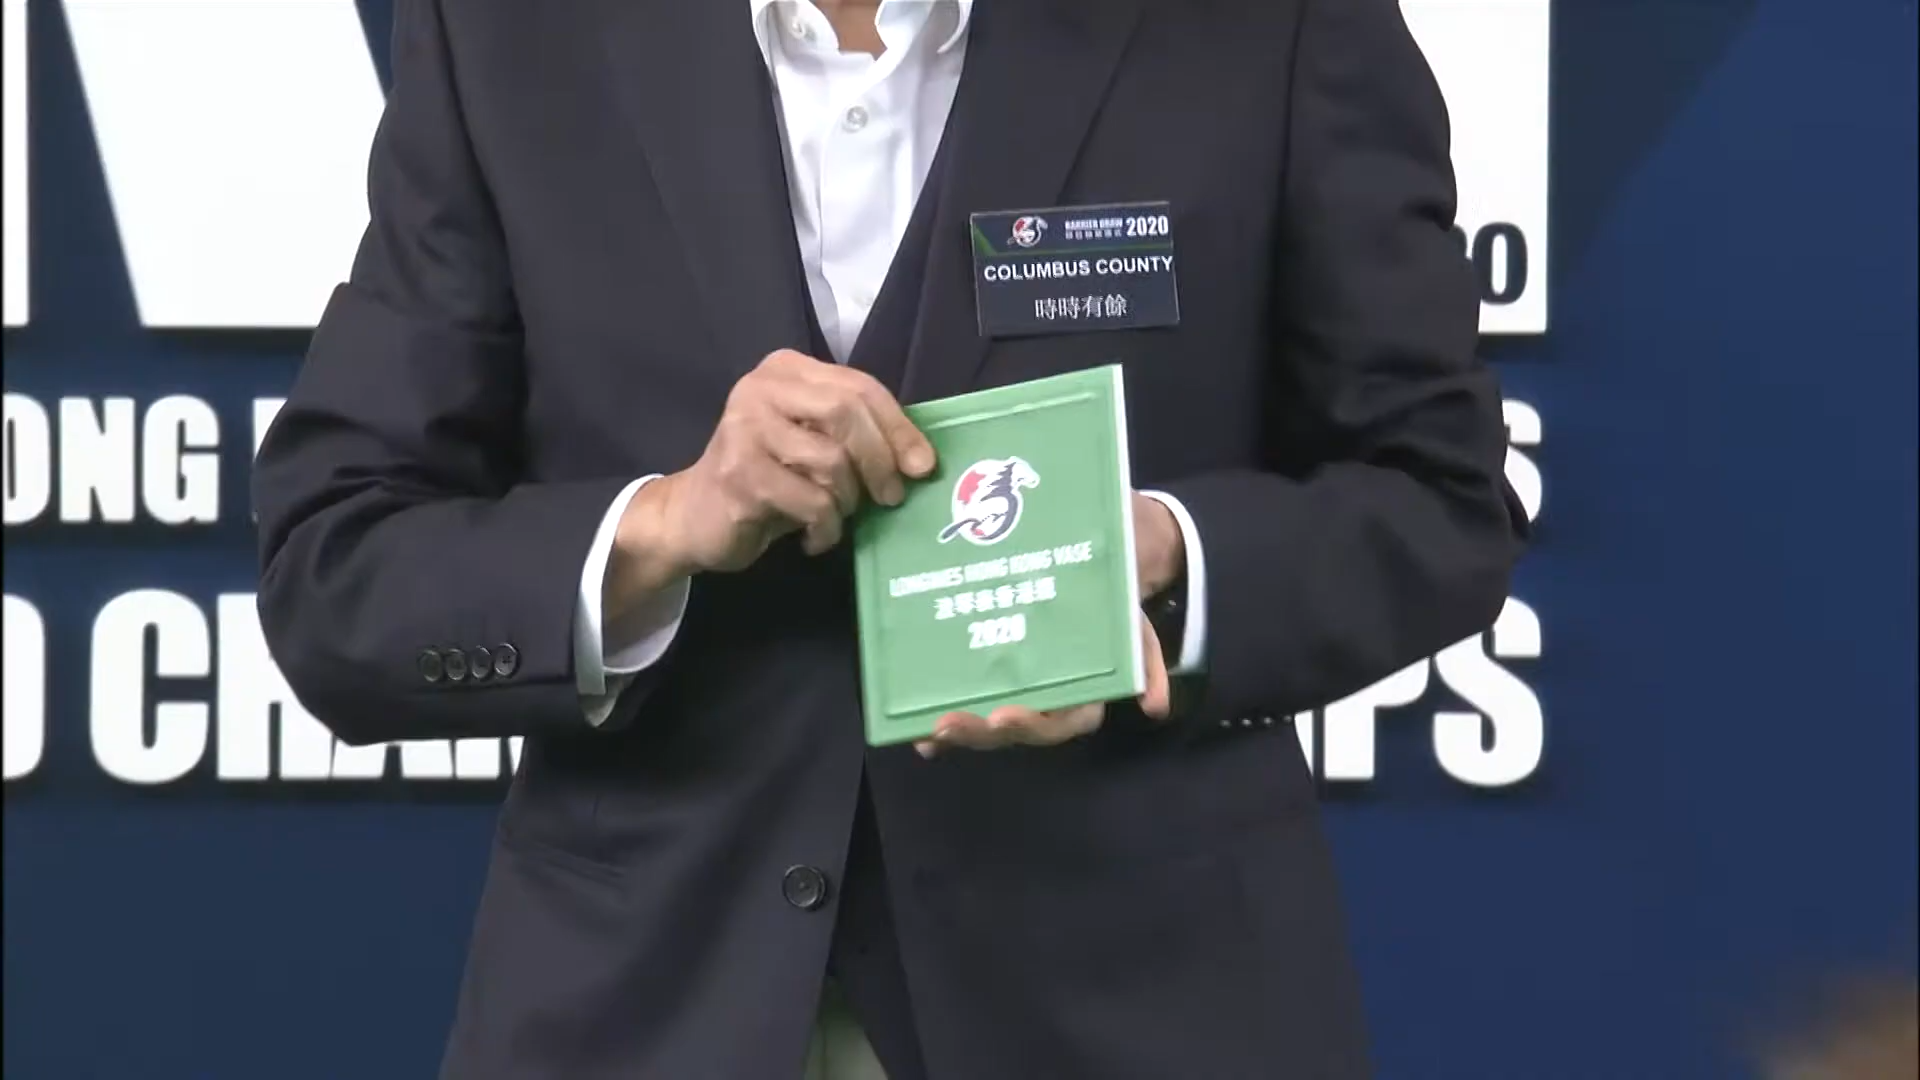 BARRIER DRAW 2020
COLUMBUS COUNTY
時時有餘
LONGINES HONG KONG VASE
浪琴表香港瓶
2020
ONG
CH
PS